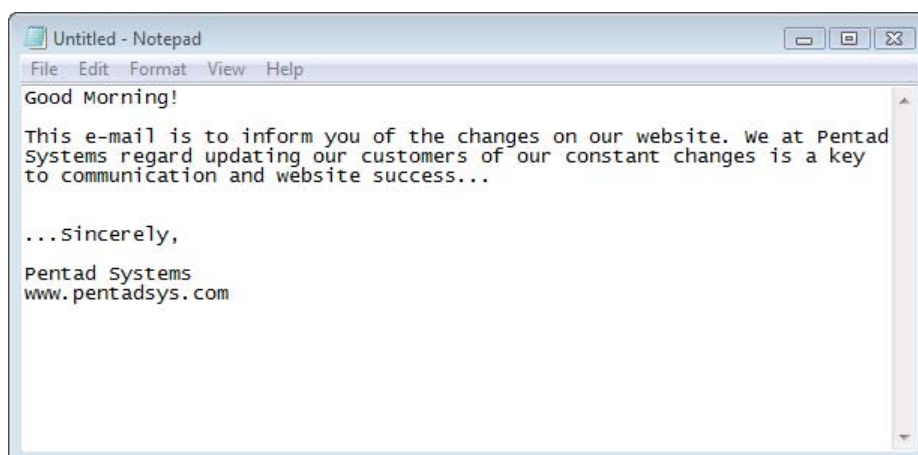 Untitled - Notepad
File Edit Format View Help
Good Morning!
This e-mail is to inform you of the changes on our website. We at Pentad
Systems regard updating our customers of our constant changes is a key
to communication and website success...
...Sincerely,
Pentad Systems
www.pentadsys.com